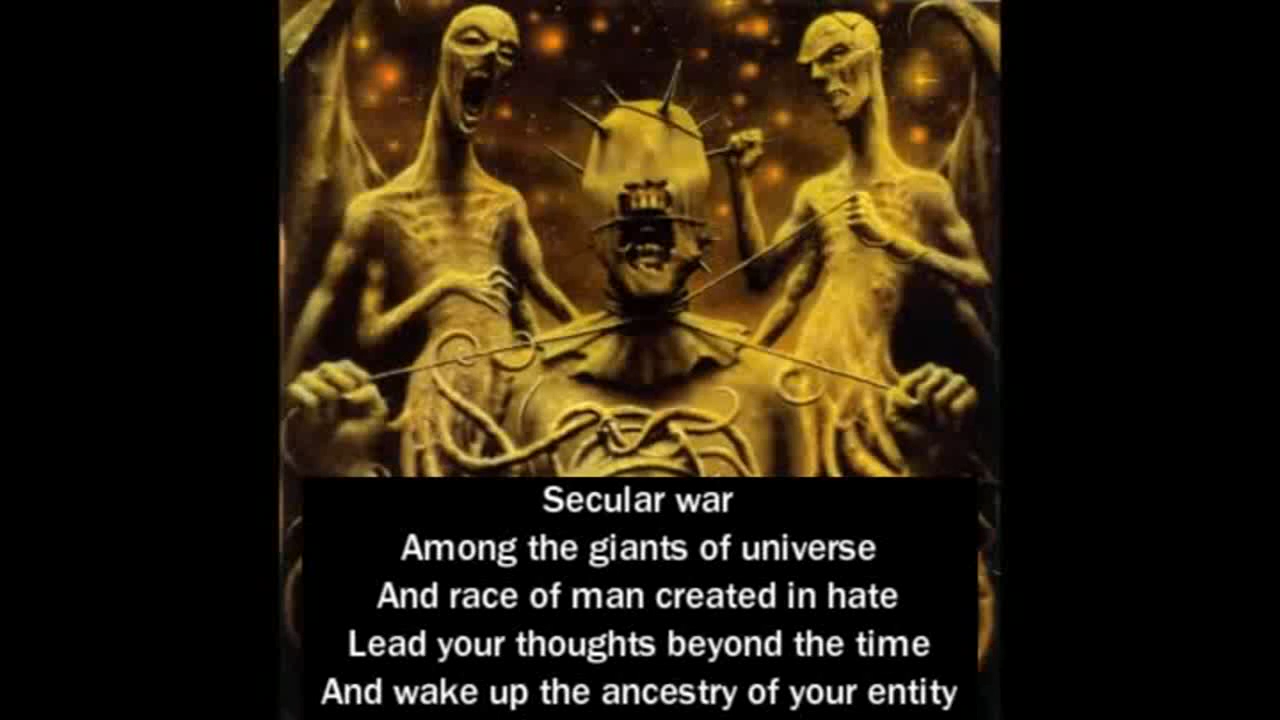 Secular war
Among the giants of universe
And race of man created in hate
Lead your thoughts beyond the time
And wake up the ancestry of your entity